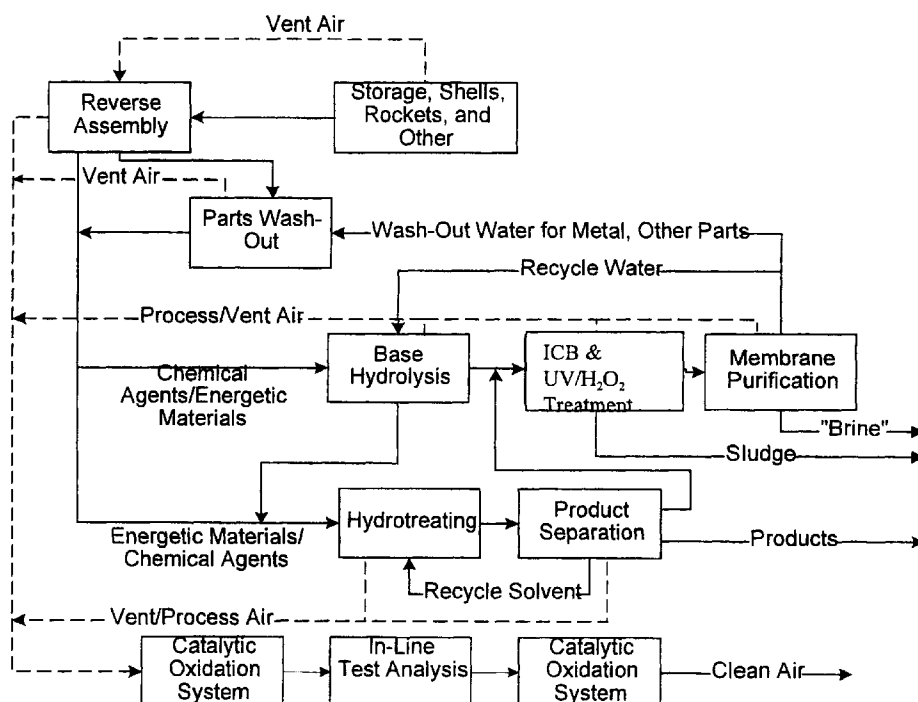 Vent Air
Reverse
Assembly
Storage, Shells,
Rockets, and
Other
Vent Air
Parts Wash-
Out
Wash-Out Water for Metal, Other Parts
Recycle Water
Process/Vent Air
Base
Hydrolysis
ICB &
UV/H₂O₂
Treatment
Membrane
Purification
Chemical
Agents/Energetic
Materials
"Brine"
Sludge
Hydrotreating
Product
Separation
Energetic Materials/
Chemical Agents
Products
Recycle Solvent
Vent/Process Air
Catalytic
Oxidation
System
In-Line
Test Analysis
Catalytic
Oxidation
System
Clean Air